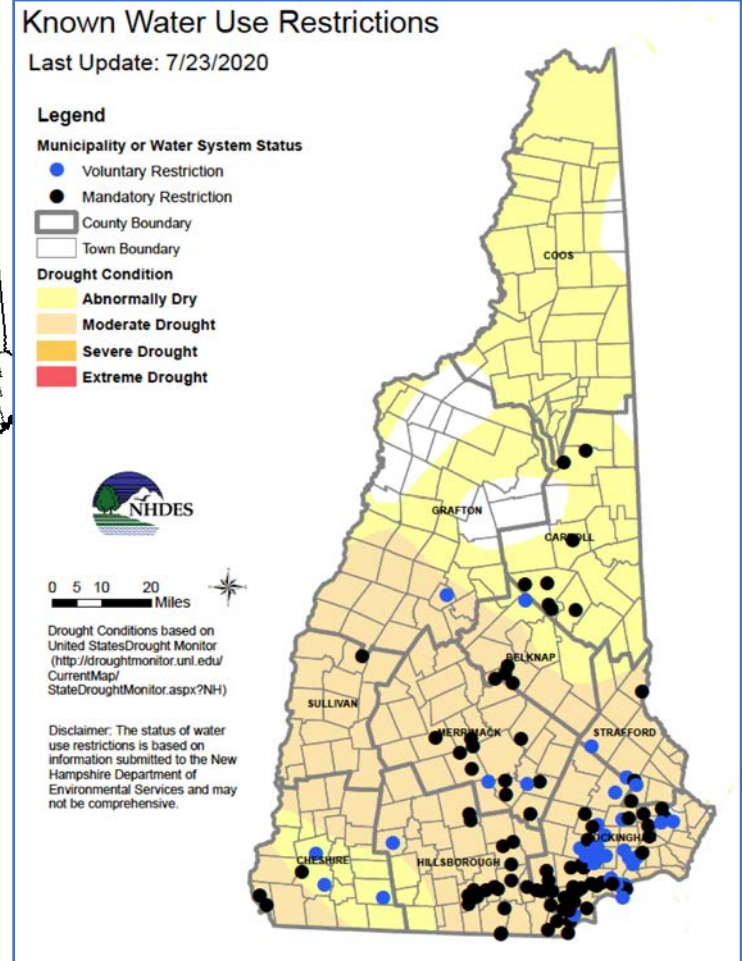 Known Water Use Restrictions
Last Update: 7/23/2020
Legend
Municipality or Water System Status
Voluntary Restriction
Mandatory Restriction
County Boundary
Town Boundary
Drought Condition
Abnormally Dry
Moderate Drought
Severe Drought
Extreme Drought
NHDES
0 5 10 20
Miles
Drought Conditions based on
United StatesDrought Monitor
(http://droughtmonitor.unl.edu/
CurrentMap/
StateDroughtMonitor.aspx?NH)
Disclaimer: The status of water
use restrictions is based on
information submitted to the New
Hampshire Department of
Environmental Services and may
not be comprehensive.
COOS
GRAFTON
CARROLL
BELKNAP
SULLIVAN
MERRIMACK
STRAFFORD
CHESHIRE
HILLSBOROUGH
ROCKINGHAM